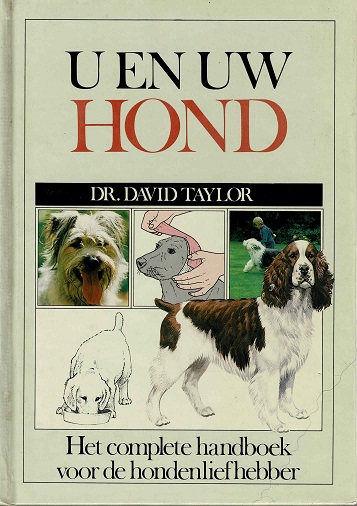 U EN UW
HOND
DR. DAVID TAYLOR
Het complete handboek
voor de hondenliefhebber